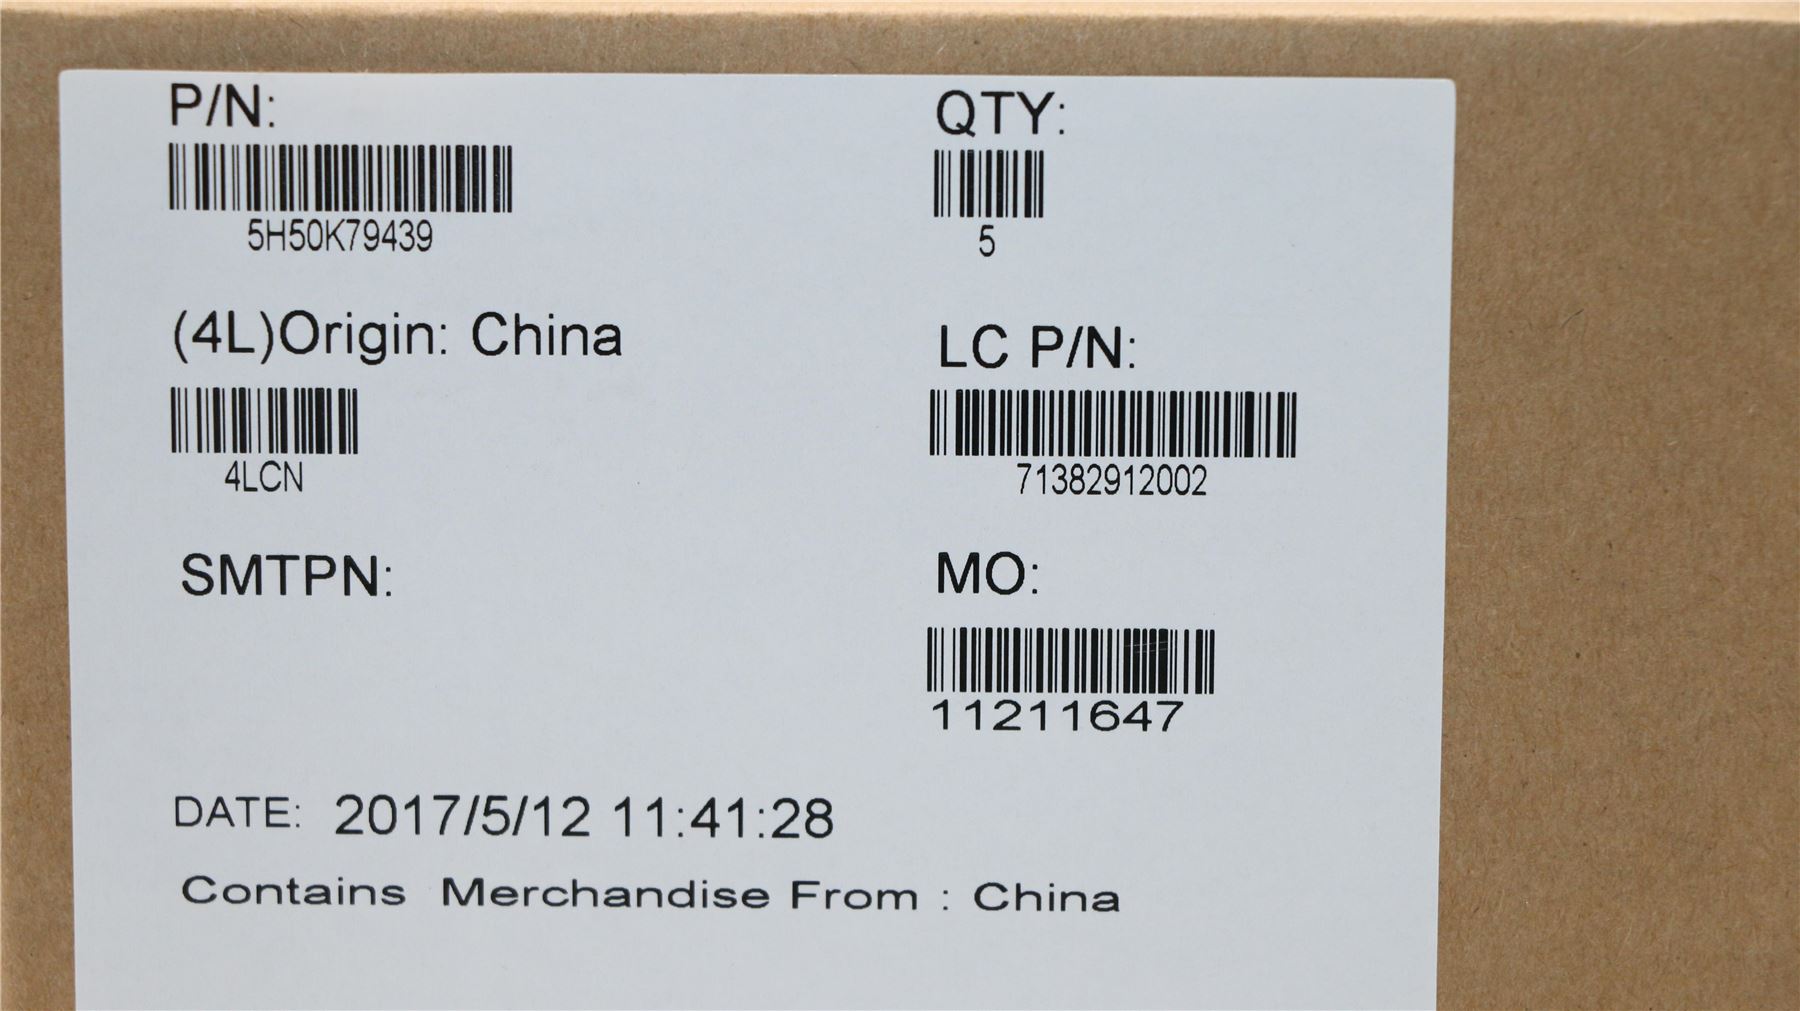 P/N:
QTY:
5H50K79439
5
(4L)Origin: China
LC P/N:
4LCN
71382912002
SMTPN:
MO:
11211647
DATE: 2017/5/12 11:41:28
Contains Merchandise From : China